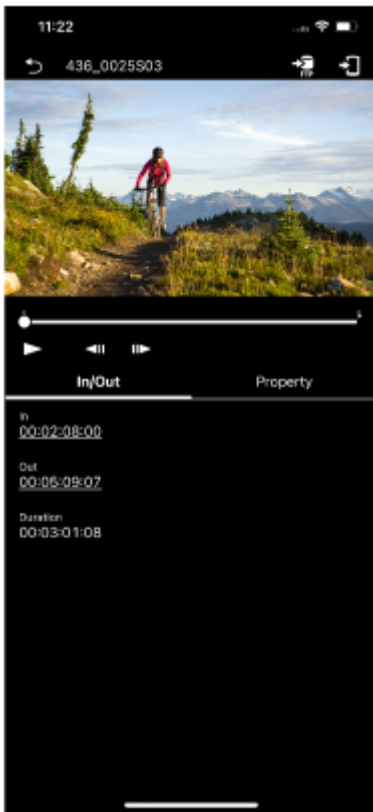 11:22
436_0025S03
FTP
In/Out Property
In
00:02:08:00
Out
00:05:09:07
Duration
00:03:01:08